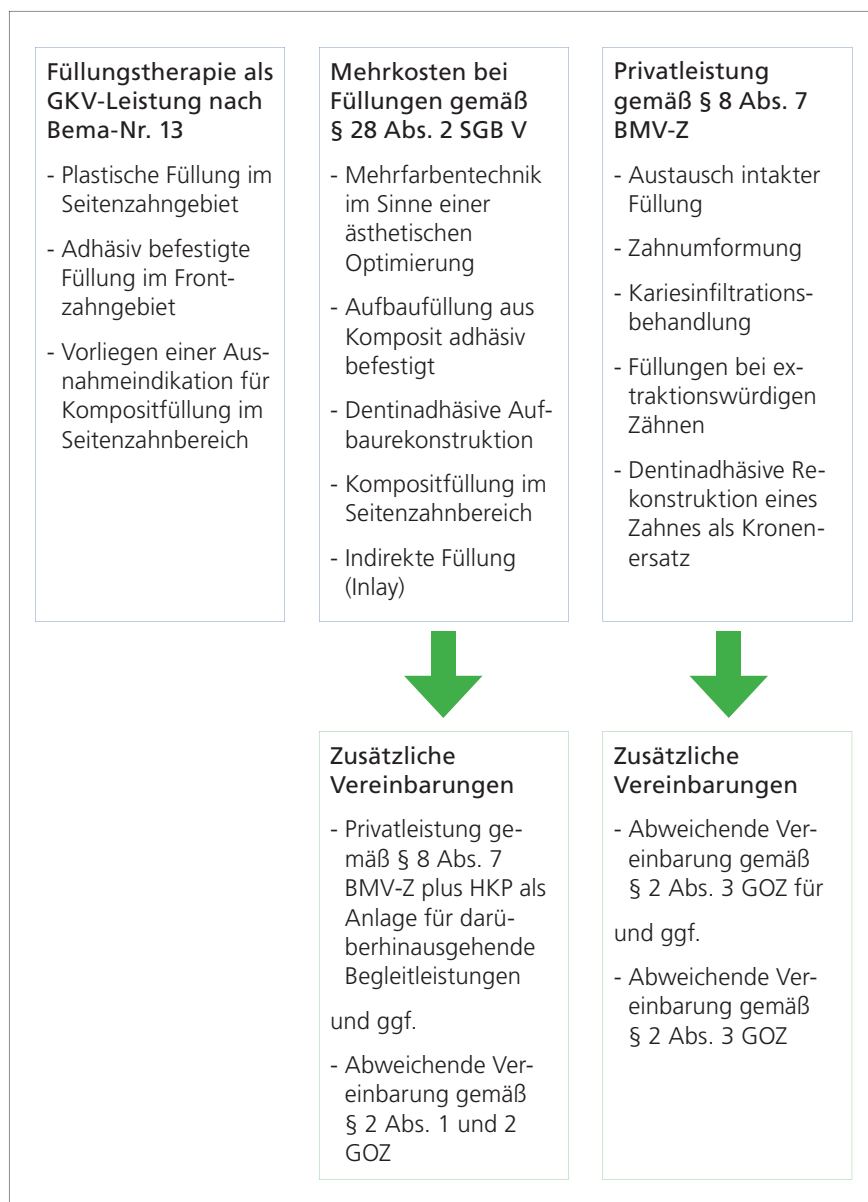 Füllungstherapie als
GKV-Leistung nach
Bema-Nr. 13
- Plastische Füllung im
Seitenzahngebiet
- Adhäsiv befestigte
Füllung im Front-
zahngebiet
- Vorliegen einer Aus-
nahmeindikation für
Kompositfüllung im
Seitenzahnbereich
Mehrkosten bei
Füllungen gemäß
§ 28 Abs. 2 SGB V
- Mehrfarbentechnik
im Sinne einer
ästhetischen
Optimierung
- Aufbaufüllung aus
Komposit adhäsiv
befestigt
- Dentinadhäsive Auf-
baurekonstruktion
- Kompositfüllung im
Seitenzahnbereich
- Indirekte Füllung
(Inlay)
Privatleistung
gemäß § 8 Abs. 7
BMV-Z
- Austausch intakter
Füllung
- Zahnumformung
- Kariesinfiltrations-
behandlung
- Füllungen bei ex-
traktionswürdigen
Zähnen
- Dentinadhäsive Re-
konstruktion eines
Zahnes als Kronen-
ersatz
Zusätzliche
Vereinbarungen
- Privatleistung ge-
mäß § 8 Abs. 7
BMV-Z plus HKP als
Anlage für darü-
berhinausgehende
Begleitleistungen
und ggf.
- Abweichende Ver-
einbarung gemäß
§ 2 Abs. 1 und 2
GOZ
Zusätzliche
Vereinbarungen
- Abweichende Ver-
einbarung gemäß
§ 2 Abs. 3 GOZ für
und ggf.
- Abweichende Ver-
einbarung gemäß
§ 2 Abs. 3 GOZ